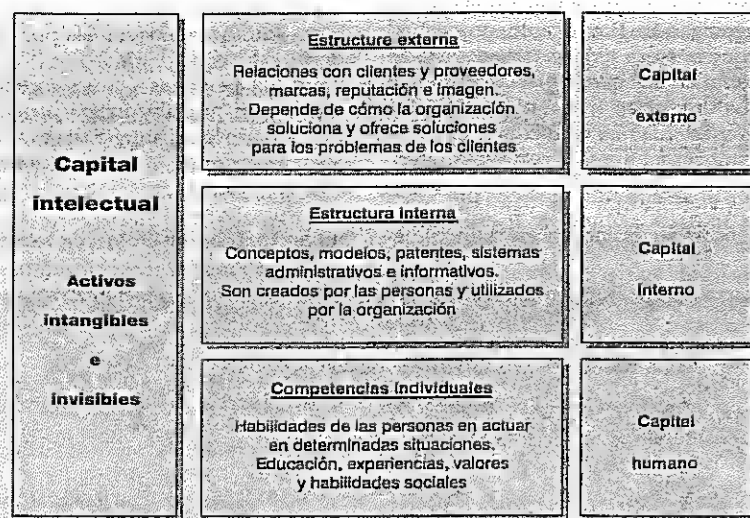 Capital
intelectual
Activos
intangibles
e
invisibles
Estructure externa
Relaciones con clientes y proveedores,
marcas, reputación e imagen.
Depende de cómo la organización
soluciona y ofrece soluciones
para los problemas de los clientes
Capital
externo
Estructura interna
Conceptos, modelos, patentes, sistemas
administrativos e informativos.
Son creados por las personas y utilizados
por la organización
Capital
interno
Competencias individuales
Habilidades de las personas en actuar
en determinadas situaciones.
Educación, experiencias, valores
y habilidades sociales
Capital
humano